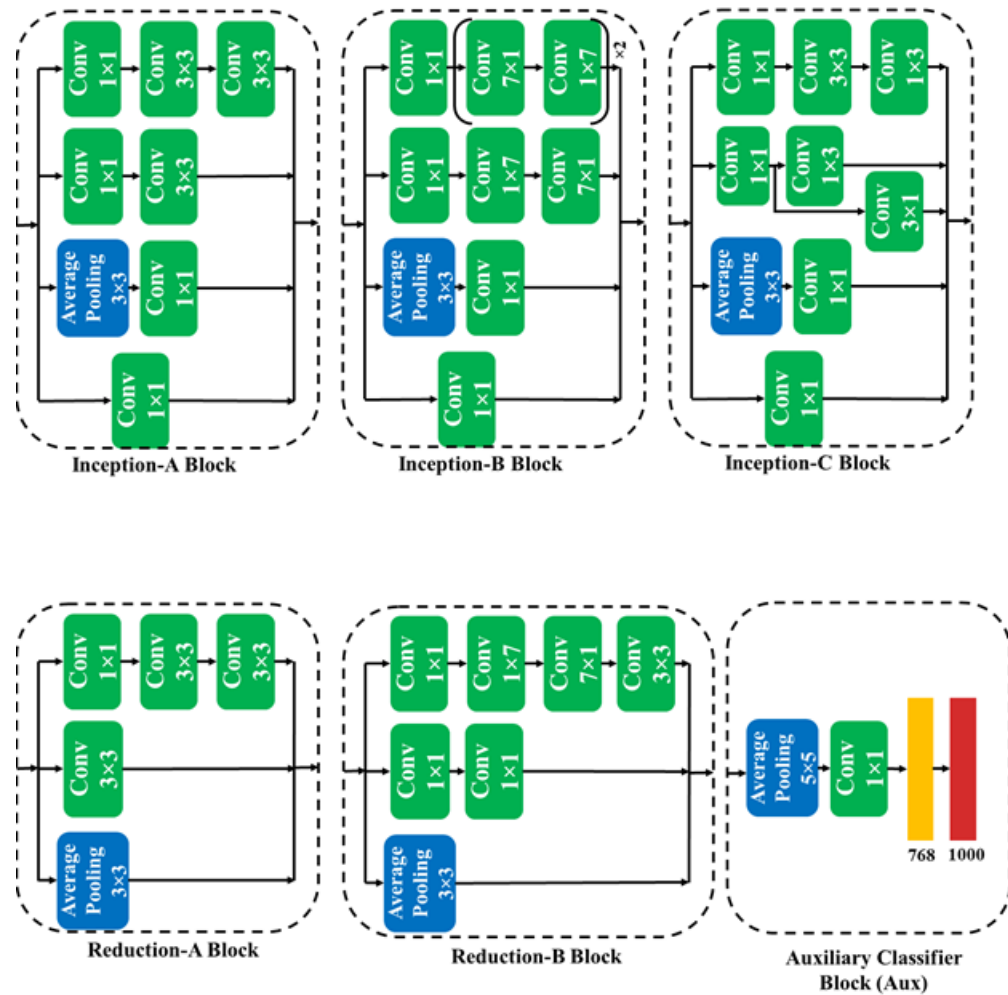 Conv 1×1
Conv 3×3
Conv 3×3
Conv 1×1
Conv 3×3
Average Pooling 3×3
Conv 1×1
Conv 1×1
Inception-A Block
Conv 1×1
Conv 7×1
Conv 1×7
×2
Conv 1×1
Conv 1×7
Conv 7×1
Average Pooling 3×3
Conv 1×1
Conv 1×1
Inception-B Block
Conv 1×1
Conv 3×3
Conv 1×3
Conv 1×1
Conv 1×3
Conv 3×1
Average Pooling 3×3
Conv 1×1
Conv 1×1
Inception-C Block
Conv 1×1
Conv 3×3
Conv 3×3
Conv 3×3
Average Pooling 3×3
Reduction-A Block
Conv 1×1
Conv 1×7
Conv 7×1
Conv 3×3
Conv 1×1
Conv 1×1
Average Pooling 3×3
Reduction-B Block
Average Pooling 5×5
Conv 1×1
768
1000
Auxiliary Classifier
Block (Aux)